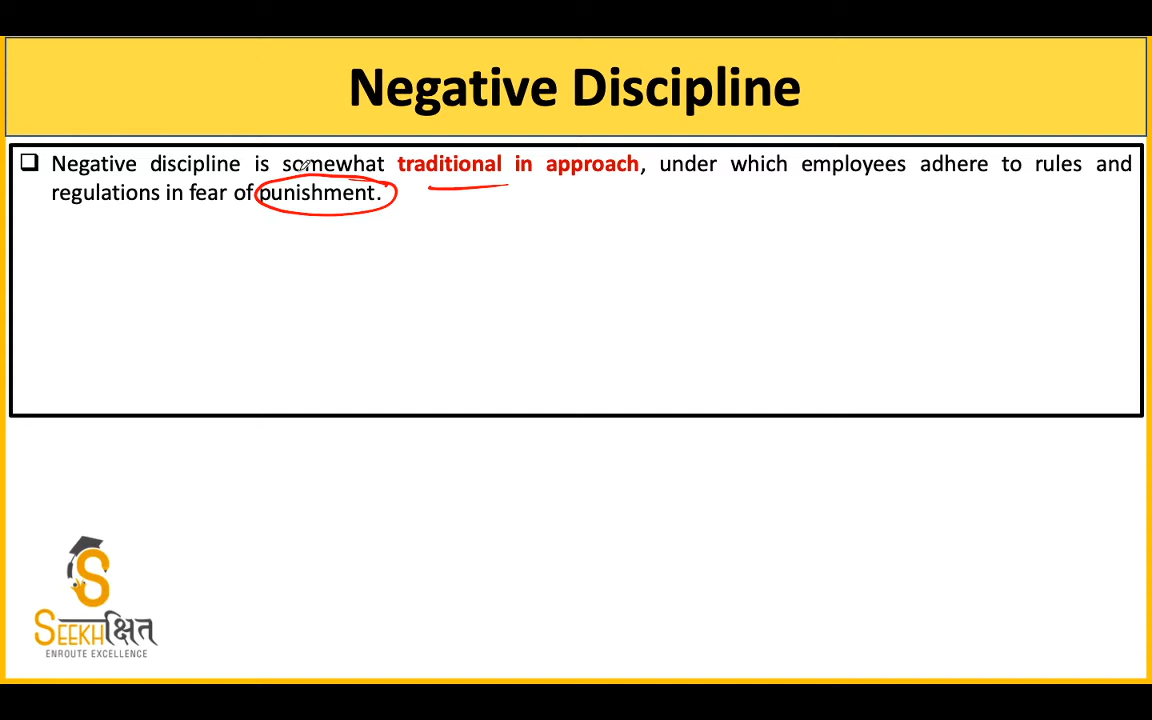 Negative Discipline
Negative discipline is somewhat traditional in approach, under which employees adhere to rules and
regulations in fear of punishment.
SEEKHक्षित
ENROUTE EXCELLENCE